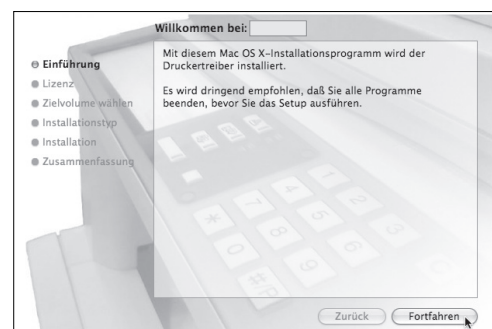 Willkommen bei:
Einführung
Lizenz
Zielvolume wählen
Installationstyp
Installation
Zusammenfassung
Mit diesem Mac OS X-Installationsprogramm wird der
Druckertreiber installiert.
Es wird dringend empfohlen, daß Sie alle Programme
beenden, bevor Sie das Setup ausführen.
Zurück
Fortfahren